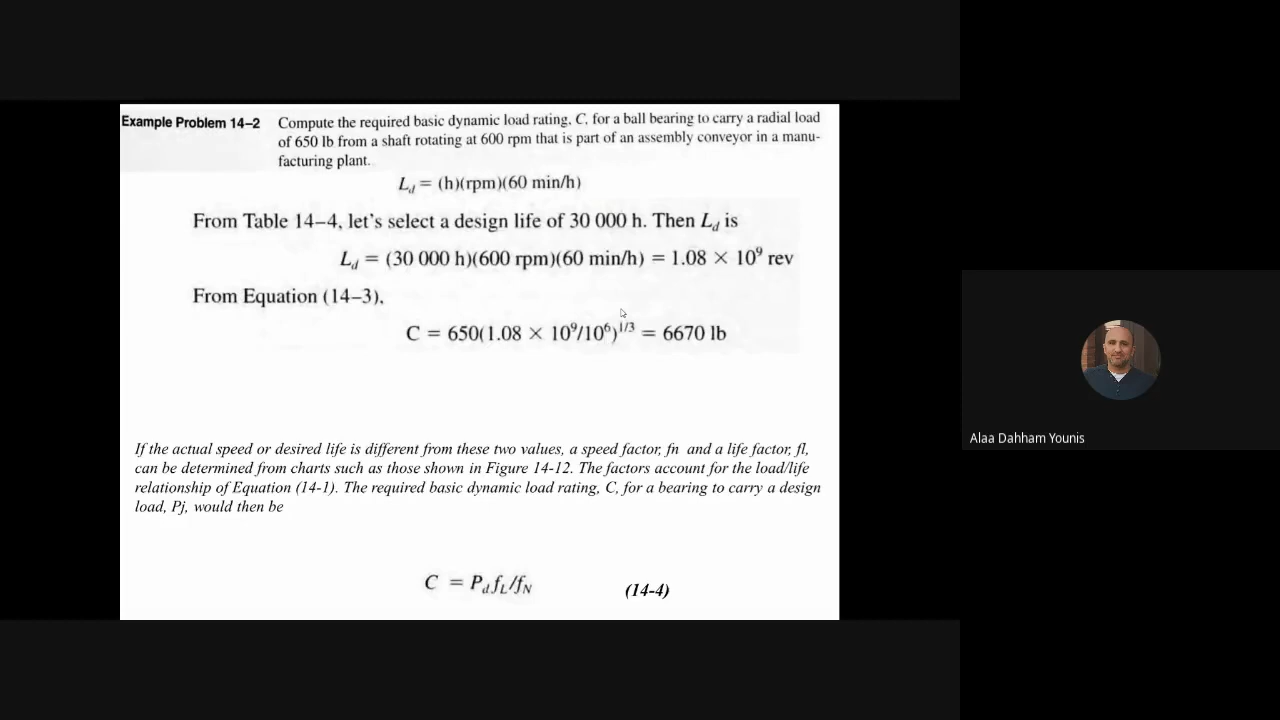 Example Problem 14–2 Compute the required basic dynamic load rating, C, for a ball bearing to carry a radial load
of 650 lb from a shaft rotating at 600 rpm that is part of an assembly conveyor in a manu-
facturing plant.
L_d = (h)(rpm)(60 min/h)
From Table 14–4, let's select a design life of 30 000 h. Then L_d is
L_d = (30 000 h)(600 rpm)(60 min/h) = 1.08 × 10⁹ rev
From Equation (14–3),
C = 650(1.08 × 10⁹/10⁶)^1/3 = 6670 lb
If the actual speed or desired life is different from these two values, a speed factor, fn and a life factor, fl,
can be determined from charts such as those shown in Figure 14-12. The factors account for the load/life
relationship of Equation (14-1). The required basic dynamic load rating, C, for a bearing to carry a design
load, Pj, would then be
C = P_d f_L/f_N (14-4)
Alaa Dahham Younis